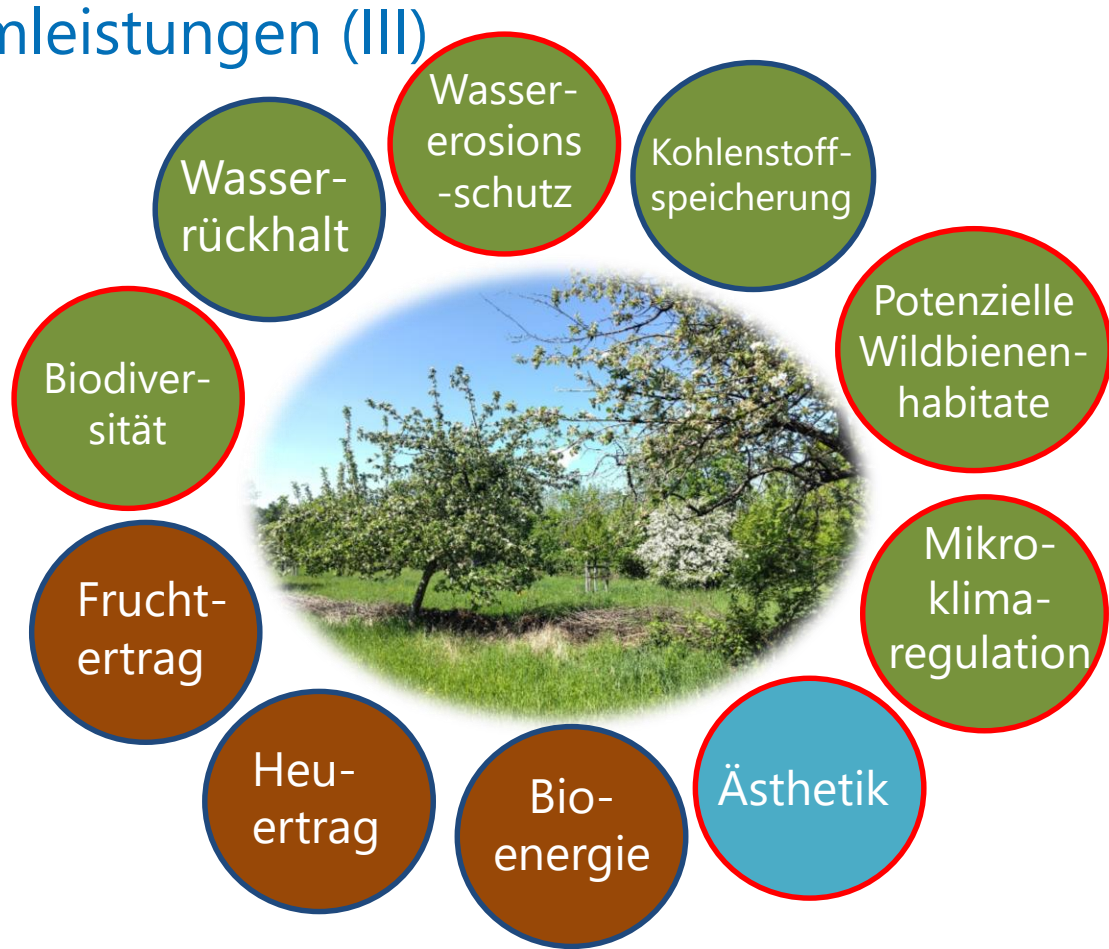 mleistungen (III)
Wasser-
erosions
-schutz
Kohlenstoff-
speicherung
Wasser-
rückhalt
Potenzielle
Wildbienen-
habitate
Biodiver-
sität
Mikro-
klima-
regulation
Frucht-
ertrag
Heu-
ertrag
Bio-
energie
Ästhetik